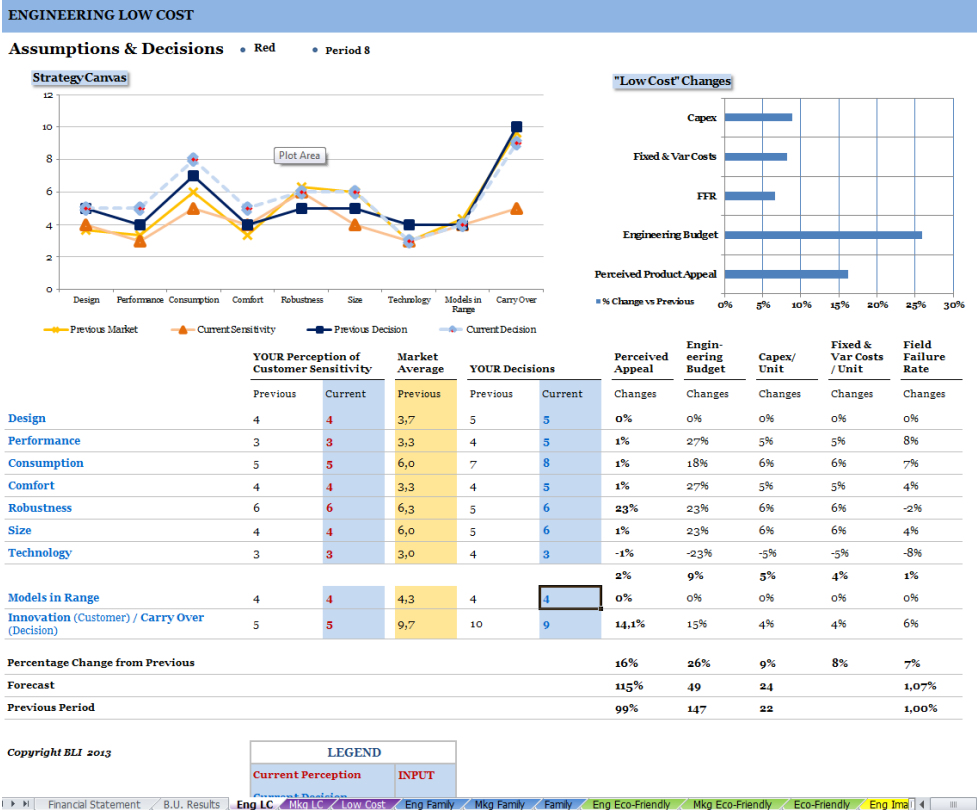 ENGINEERING LOW COST
Assumptions & Decisions • Red • Period 8
Strategy Canvas
12
10
8
6
4
2
0
Plot Area
Design Performance Consumption Comfort Robustness Size Technology Models in Range Carry Over
Previous Market Current Sensitivity Previous Decision Current Decision
"Low Cost" Changes
Capex
Fixed & Var Costs
FFR
Engineering Budget
Perceived Product Appeal
% Change vs Previous
0% 5% 10% 15% 20% 25% 30%
YOUR Perception of Customer Sensitivity Market Average YOUR Decisions Perceived Appeal Engin-eering Budget Capex/ Unit Fixed & Var Costs / Unit Field Failure Rate
Previous Current Previous Previous Current Changes Changes Changes Changes Changes
Design 4 4 3,7 5 5 0% 0% 0% 0% 0%
Performance 3 3 3,3 4 5 1% 27% 5% 5% 8%
Consumption 5 5 6,0 7 8 1% 18% 6% 6% 7%
Comfort 4 4 3,3 4 5 1% 27% 5% 5% 4%
Robustness 6 6 6,3 5 6 23% 23% 6% 6% -2%
Size 4 4 6,0 5 6 1% 23% 6% 6% 4%
Technology 3 3 3,0 4 3 -1% -23% -5% -5% -8%
2% 9% 5% 4% 1%
Models in Range 4 4 4,3 4 4 0% 0% 0% 0% 0%
Innovation (Customer) / Carry Over
(Decision) 5 5 9,7 10 9 14,1% 15% 4% 4% 6%
Percentage Change from Previous 16% 26% 9% 8% 7%
Forecast 115% 49 24 1,07%
Previous Period 99% 147 22 1,00%
Copyright BLI 2013
LEGEND
Current Perception INPUT
Current Decision
Financial Statement B.U. Results Eng LC Mkg LC Low Cost Eng Family Mkg Family Family Eng Eco-Friendly Mkg Eco-Friendly Eco-Friendly Eng Ima